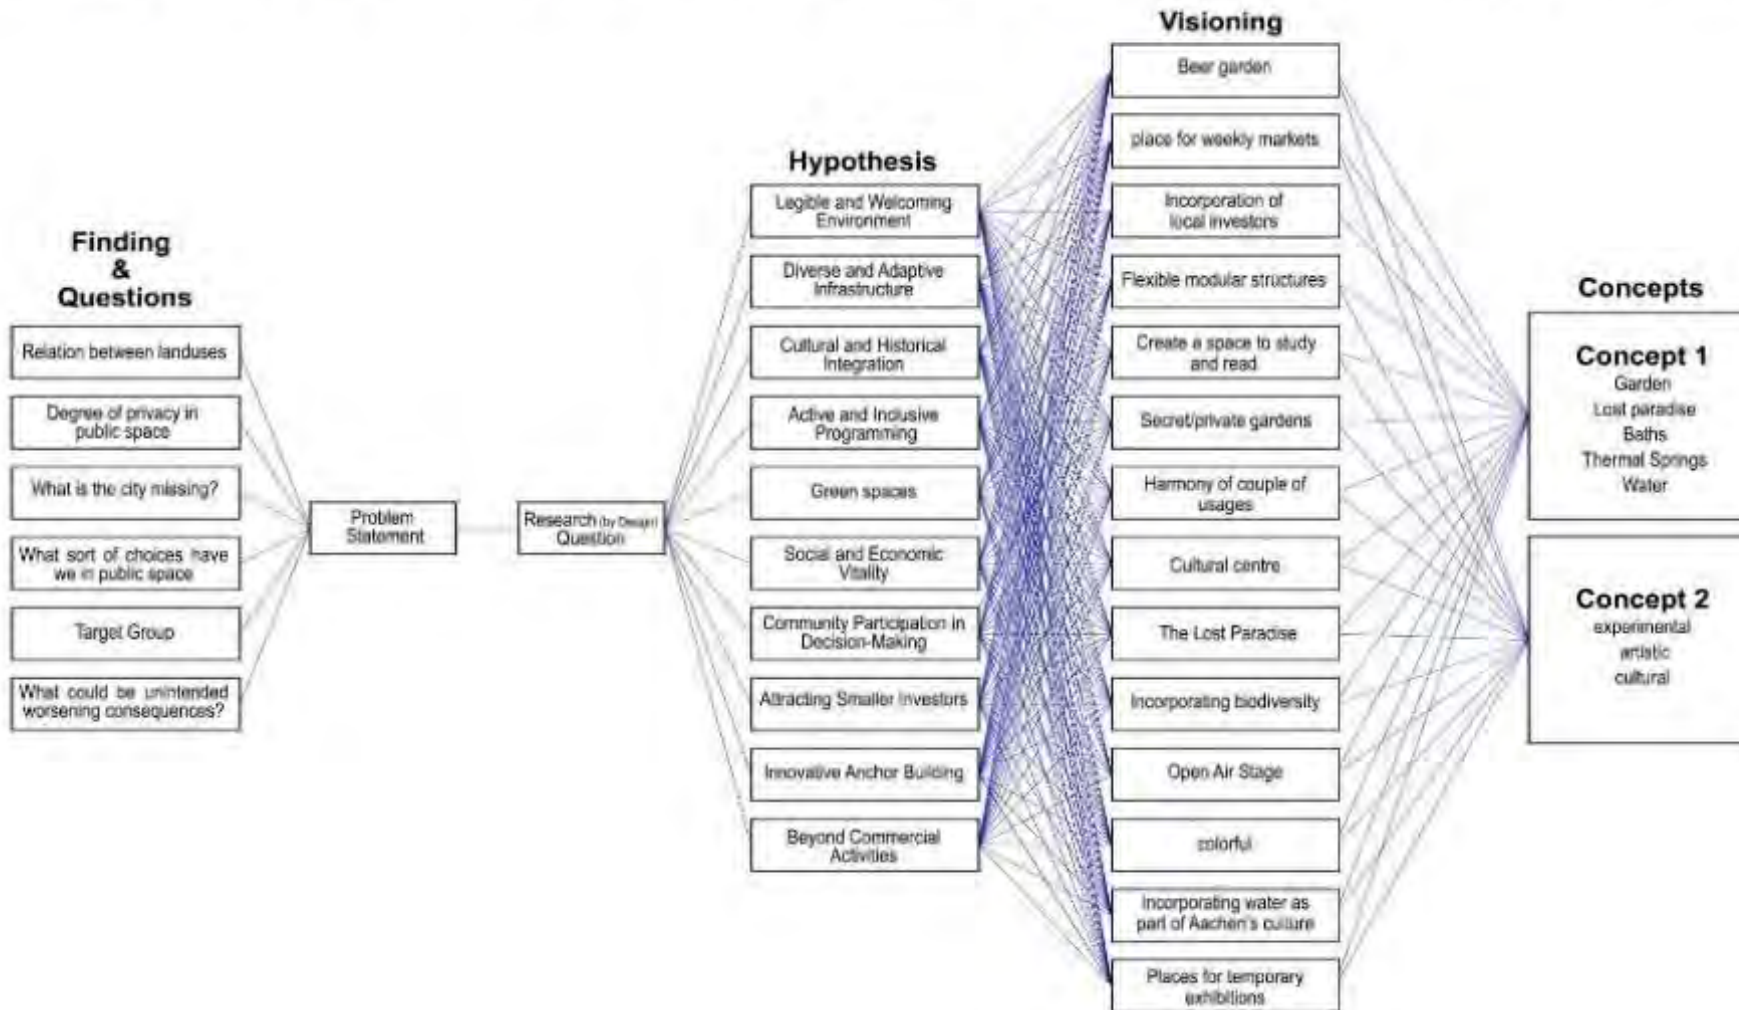 Finding
&
Questions
Relation between landuses
Degree of privacy in
public space
What is the city missing?
What sort of choices have
we in public space
Target Group
What could be unintended
worsening consequences?
Problem
Statement
Research (by Design)
Question
Hypothesis
Legible and Welcoming
Environment
Diverse and Adaptive
Infrastructure
Cultural and Historical
Integration
Active and Inclusive
Programming
Green spaces
Social and Economic
Vitality
Community Participation in
Decision-Making
Attracting Smaller Investors
Innovative Anchor Building
Beyond Commercial
Activities
Visioning
Beer garden
place for weekly markets
Incorporation of
local investors
Flexible modular structures
Create a space to study
and read
Secret/private gardens
Harmony of couple of
usages
Cultural centre
The Lost Paradise
Incorporating biodiversity
Open Air Stage
colorful
Incorporating water as
part of Aachen's culture
Places for temporary
exhibitions
Concepts
Concept 1
Garden
Lost paradise
Baths
Thermal Springs
Water
Concept 2
experimental
artistic
cultural